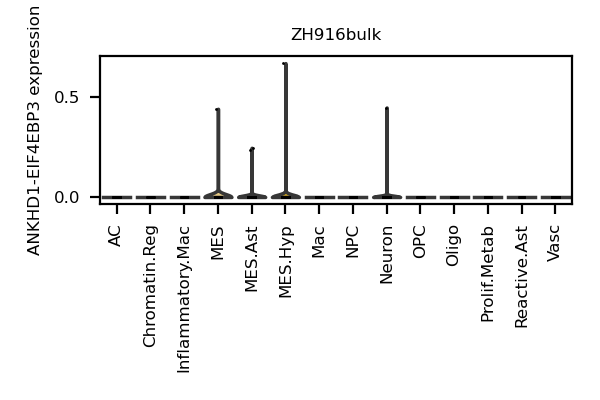 ZH916bulk
ANKHD1-EIF4EBP3 expression
0.5
0.0
AC
Chromatin.Reg
Inflammatory.Mac
MES
MES.Ast
MES.Hyp
Mac
NPC
Neuron
OPC
Oligo
Prolif.Metab
Reactive.Ast
Vasc